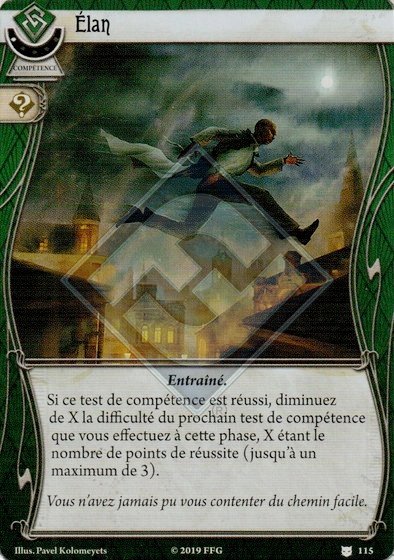 Élan
COMPÉTENCE
Entraîné.
Si ce test de compétence est réussi, diminuez
de X la difficulté du prochain test de compétence
que vous effectuez à cette phase, X étant le
nombre de points de réussite (jusqu'à un
maximum de 3).
Vous n'avez jamais pu vous contenter du chemin facile.
Illus. Pavel Kolomeyets
© 2019 FFG
115